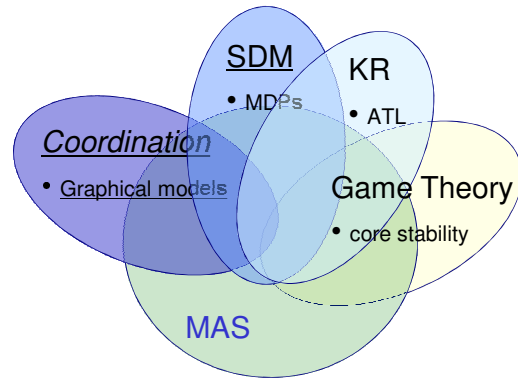 SDM
• MDPs
KR
• ATL
Coordination
• Graphical models
Game Theory
• core stability
MAS